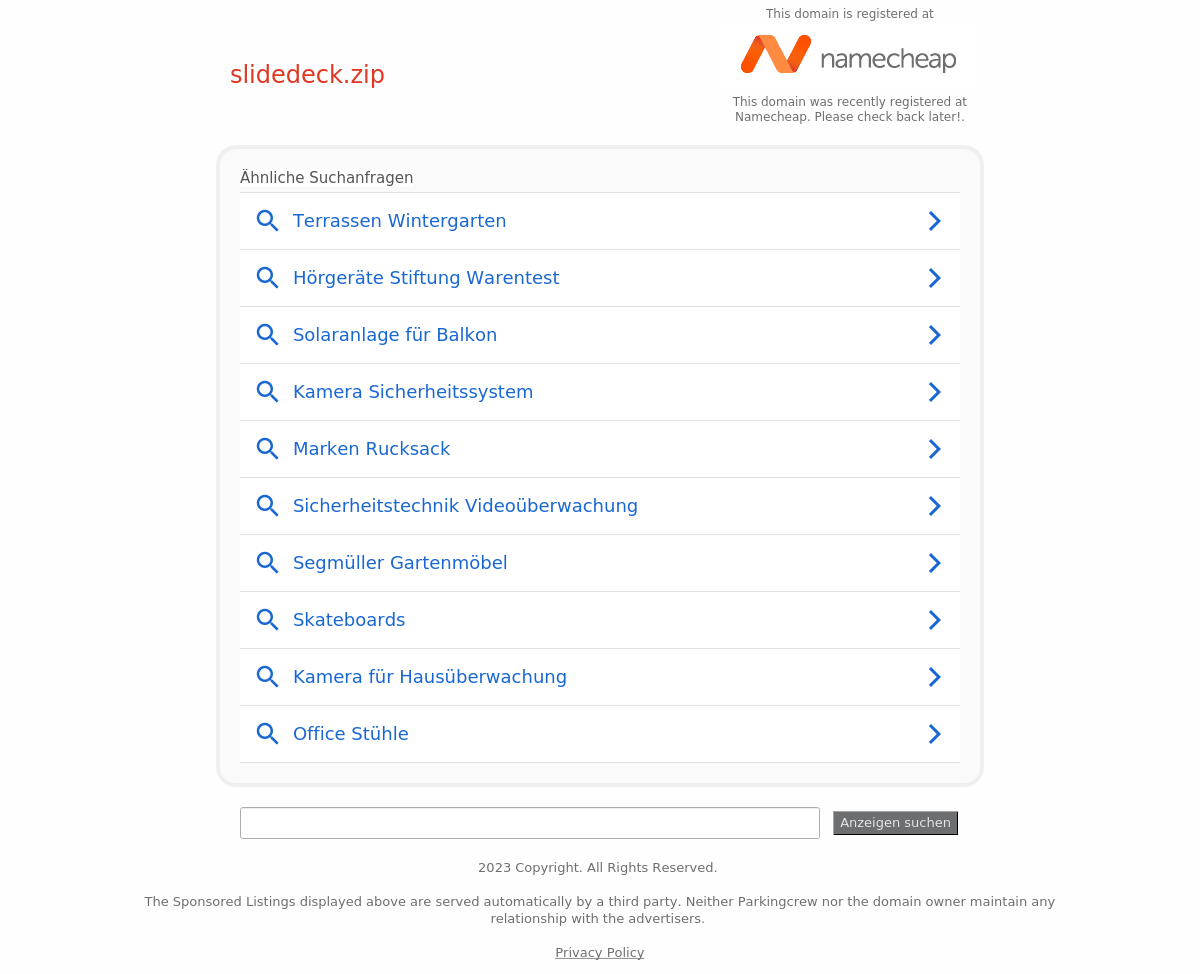 This domain is registered at
namecheap
slidedeck.zip
This domain was recently registered at
Namecheap. Please check back later!.
Ähnliche Suchanfragen
Terrassen Wintergarten
Hörgeräte Stiftung Warentest
Solaranlage für Balkon
Kamera Sicherheitssystem
Marken Rucksack
Sicherheitstechnik Videoüberwachung
Segmüller Gartenmöbel
Skateboards
Kamera für Hausüberwachung
Office Stühle
Anzeigen suchen
2023 Copyright. All Rights Reserved.
The Sponsored Listings displayed above are served automatically by a third party. Neither Parkingcrew nor the domain owner maintain any
relationship with the advertisers.
Privacy Policy